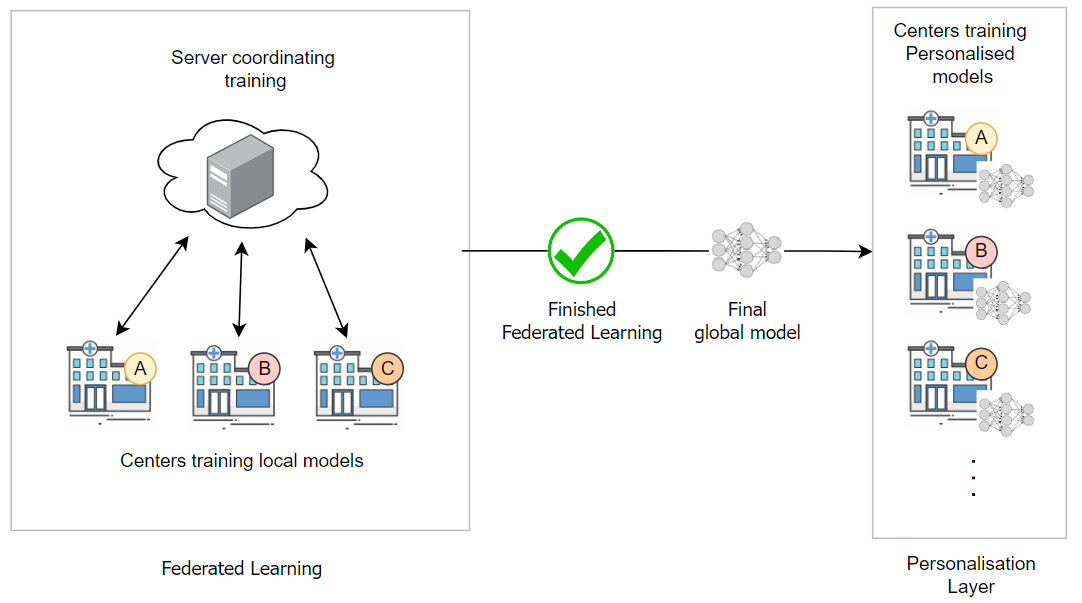 Server coordinating
training
A
B
C
Centers training local models
Federated Learning
Finished
Federated Learning
Final
global model
Centers training
Personalised
models
A
B
C
Personalisation
Layer